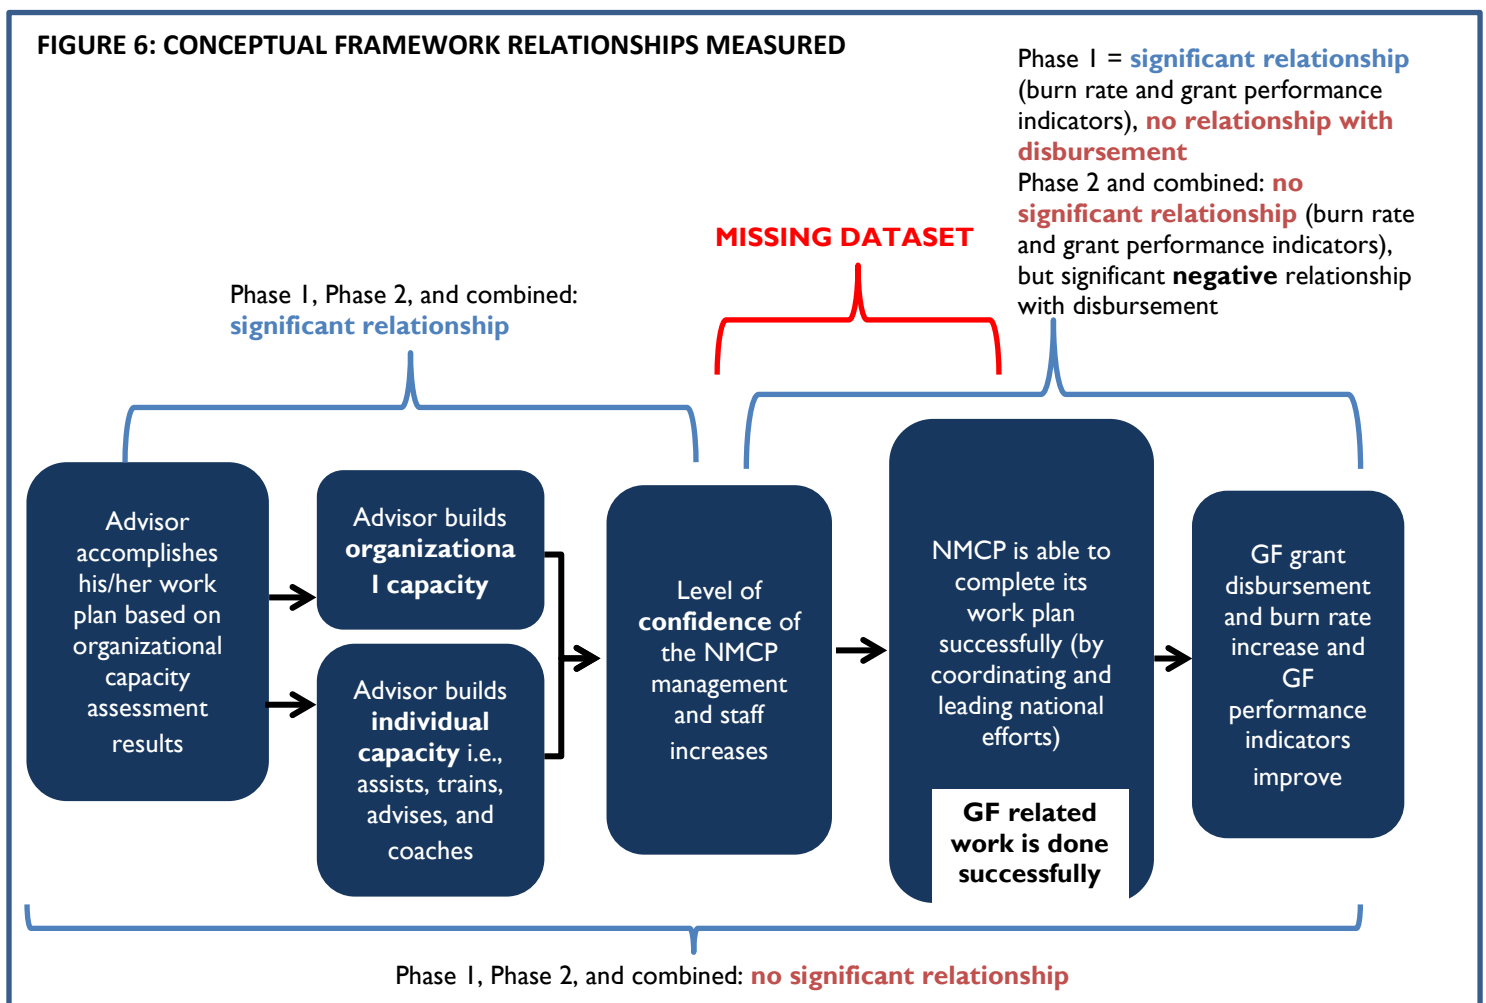 FIGURE 6: CONCEPTUAL FRAMEWORK RELATIONSHIPS MEASURED
Phase 1 = significant relationship
(burn rate and grant performance
indicators), no relationship with
disbursement
Phase 2 and combined: no
significant relationship (burn rate
and grant performance indicators),
but significant negative relationship
with disbursement
MISSING DATASET
Phase 1, Phase 2, and combined:
significant relationship
Advisor
accomplishes
his/her work
plan based on
organizational
capacity
assessment
results
Advisor builds
organizationa
l capacity
Advisor builds
individual
capacity i.e.,
assists, trains,
advises, and
coaches
Level of
confidence of
the NMCP
management
and staff
increases
NMCP is able to
complete its
work plan
successfully (by
coordinating and
leading national
efforts)
GF related
work is done
successfully
GF grant
disbursement
and burn rate
increase and
GF
performance
indicators
improve
Phase 1, Phase 2, and combined: no significant relationship